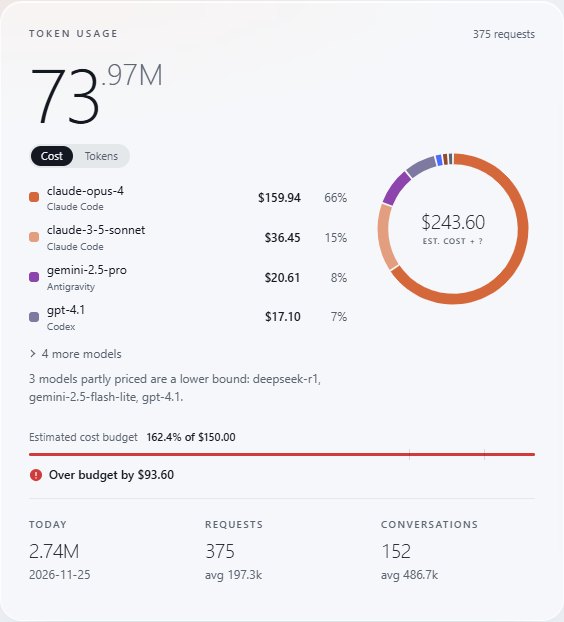 TOKEN USAGE
375 requests
73.97M
Cost Tokens
claude-opus-4 $159.94 66%
Claude Code
claude-3-5-sonnet $36.45 15%
Claude Code
gemini-2.5-pro $20.61 8%
Antigravity
gpt-4.1 $17.10 7%
Codex
$243.60
EST. COST + ?
4 more models
3 models partly priced are a lower bound: deepseek-r1,
gemini-2.5-flash-lite, gpt-4.1.
Estimated cost budget 162.4% of $150.00
Over budget by $93.60
TODAY REQUESTS CONVERSATIONS
2.74M 375 152
2026-11-25 avg 197.3k avg 486.7k